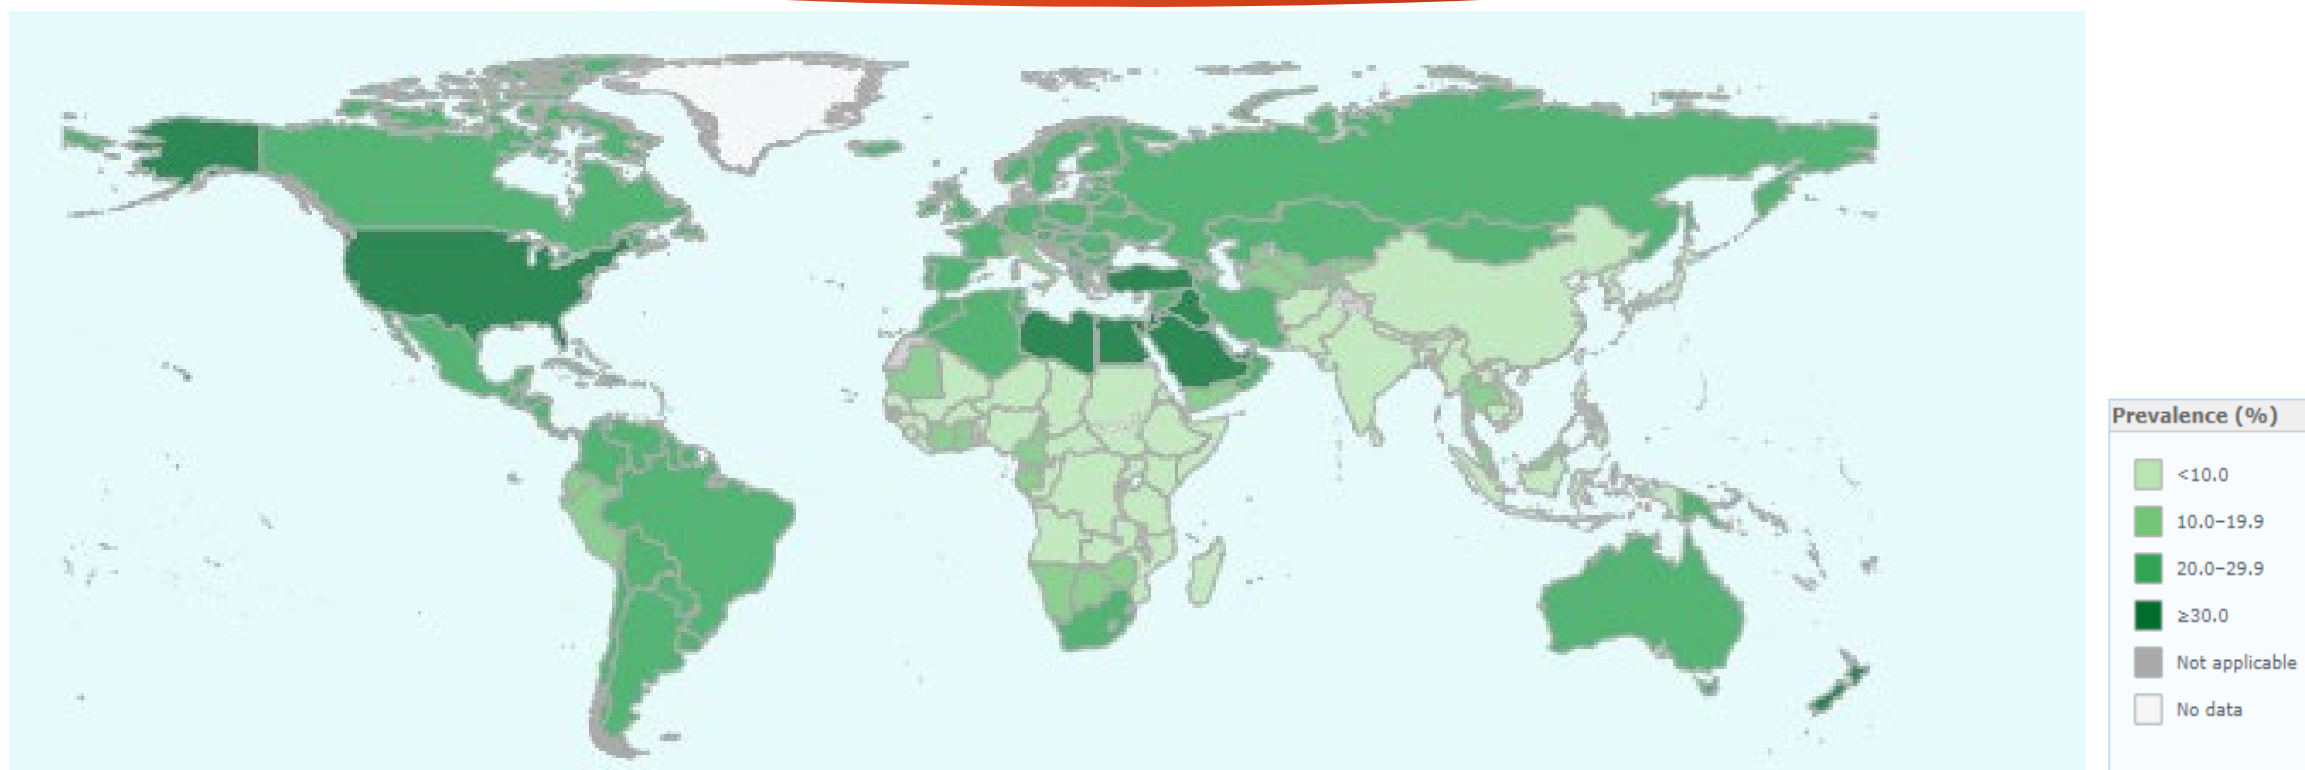 Prevalence (%)
<10.0
10.0–19.9
20.0–29.9
≥30.0
Not applicable
No data